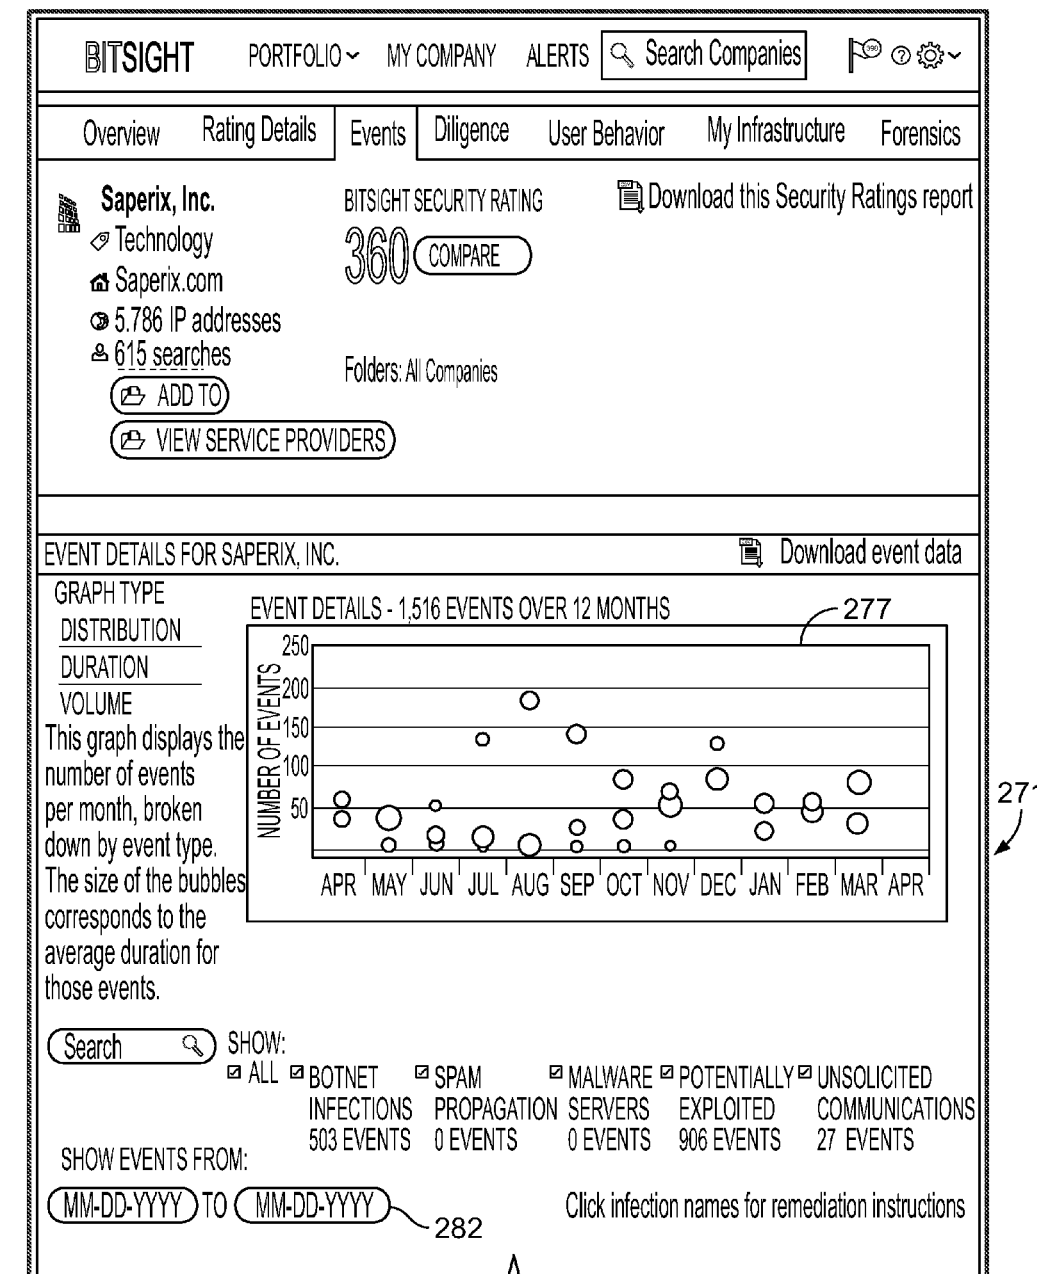 BITSIGHT PORTFOLIO MY COMPANY ALERTS Search Companies 390 ?
Overview Rating Details Events Diligence User Behavior My Infrastructure Forensics
Saperix, Inc.
Technology
Saperix.com
5.786 IP addresses
615 searches
ADD TO
VIEW SERVICE PROVIDERS
BITSIGHT SECURITY RATING
360 COMPARE
Folders: All Companies
Download this Security Ratings report
EVENT DETAILS FOR SAPERIX, INC.
Download event data
GRAPH TYPE
DISTRIBUTION
DURATION
VOLUME
This graph displays the
number of events
per month, broken
down by event type.
The size of the bubbles
corresponds to the
average duration for
those events.
EVENT DETAILS - 1,516 EVENTS OVER 12 MONTHS
277
NUMBER OF EVENTS
250
200
150
100
50
APR MAY JUN JUL AUG SEP OCT NOV DEC JAN FEB MAR APR
271
Search
SHOW:
ALL
BOTNET
INFECTIONS
503 EVENTS
SPAM
PROPAGATION
0 EVENTS
MALWARE
SERVERS
0 EVENTS
POTENTIALLY
EXPLOITED
906 EVENTS
UNSOLICITED
COMMUNICATIONS
27 EVENTS
SHOW EVENTS FROM:
MM-DD-YYYY TO MM-DD-YYYY
282
Click infection names for remediation instructions